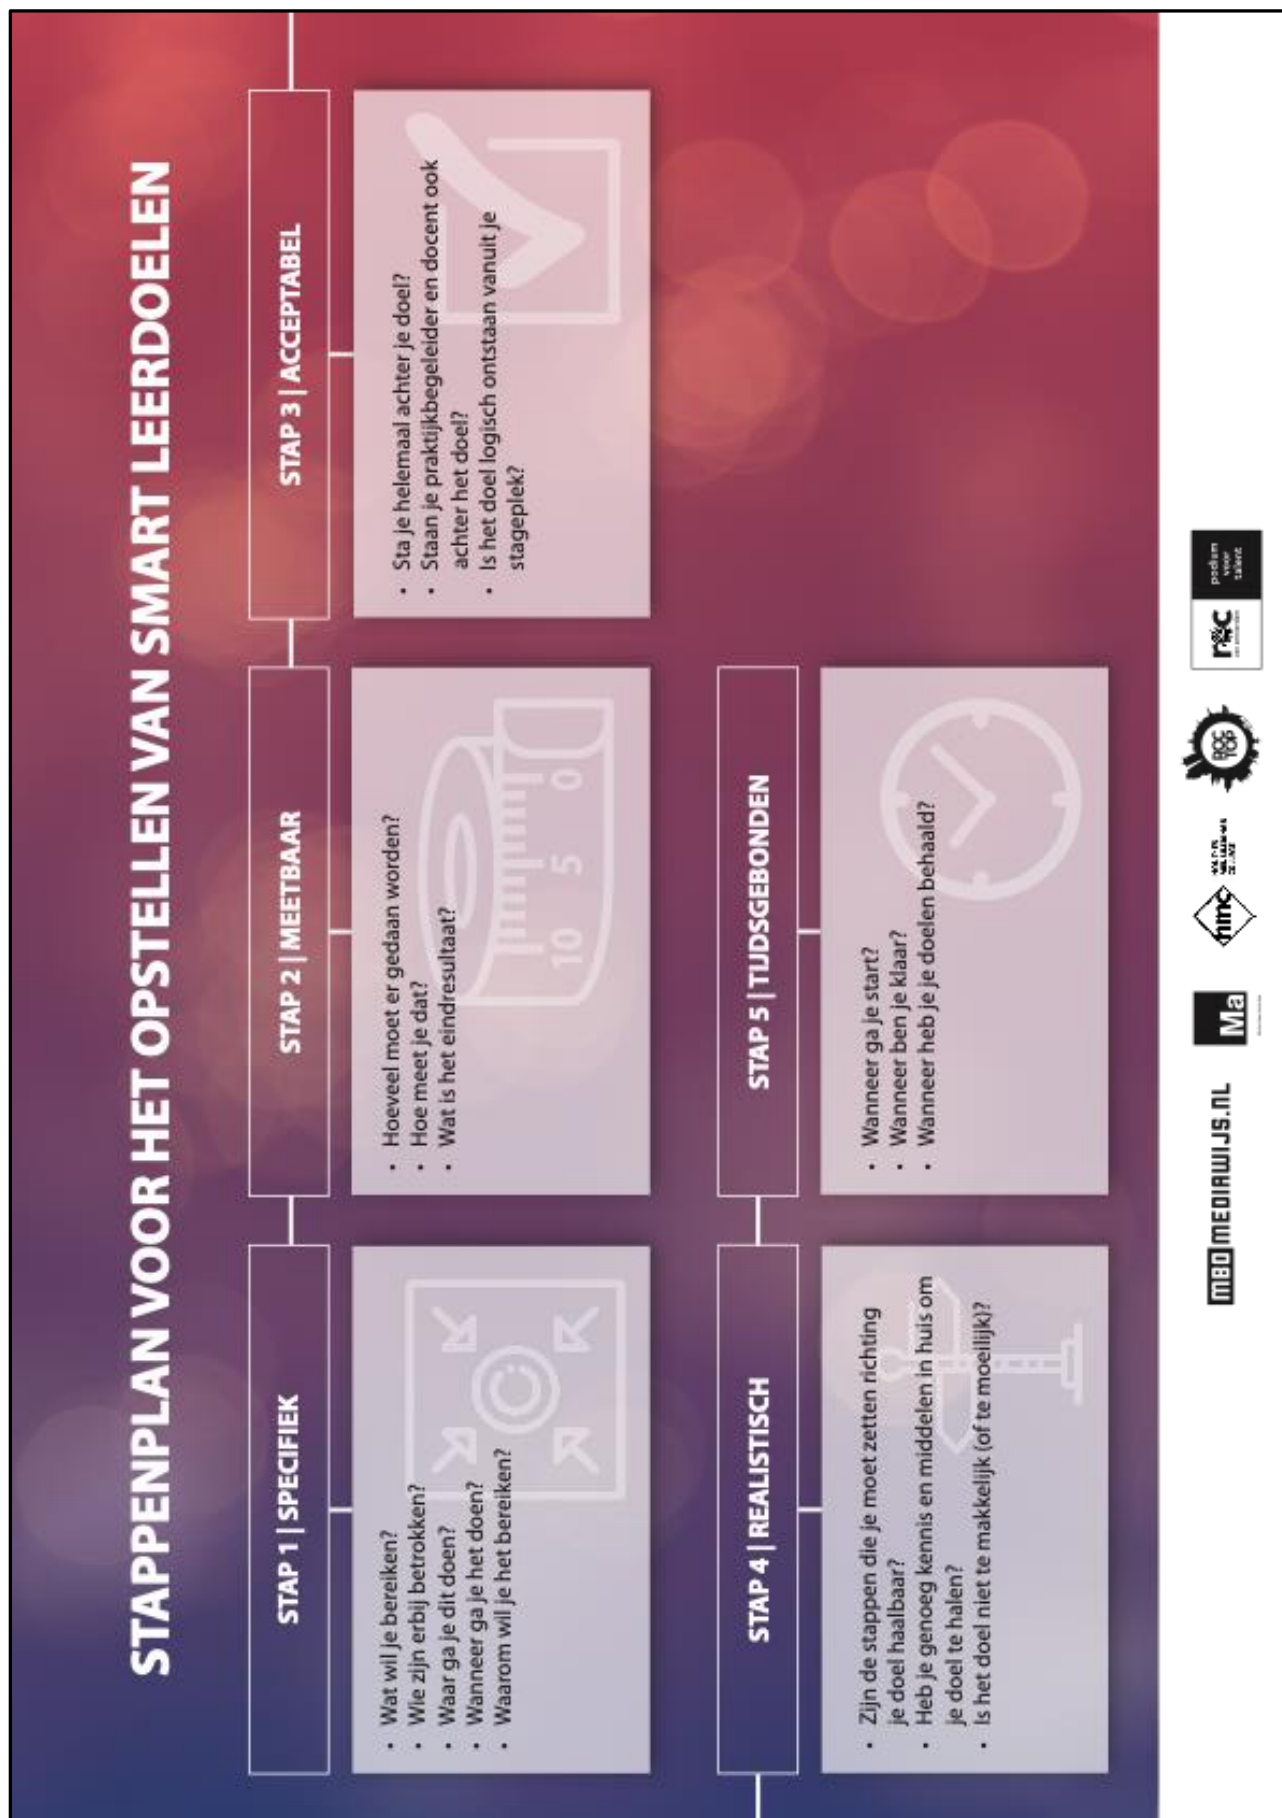 STAPPENPLAN VOOR HET OPSTELLEN VAN SMART LEERDOELEN
STAP 1 | SPECIFIEK
• Wat wil je bereiken?
• Wie zijn erbij betrokken?
• Waar ga je dit doen?
• Wanneer ga je het doen?
• Waarom wil je het bereiken?
STAP 2 | MEETBAAR
• Hoeveel moet er gedaan worden?
• Hoe meet je dat?
• Wat is het eindresultaat?
10 5 0
STAP 3 | ACCEPTABEL
• Sta je helemaal achter je doel?
• Staan je praktijkbegeleider en docent ook
achter het doel?
• Is het doel logisch ontstaan vanuit je
stageplek?
STAP 4 | REALISTISCH
• Zijn de stappen die je moet zetten richting
je doel haalbaar?
• Heb je genoeg kennis en middelen in huis om
je doel te halen?
• Is het doel niet te makkelijk (of te moeilijk)?
STAP 5 | TIJDSGEBONDEN
• Wanneer ga je start?
• Wanneer ben je klaar?
• Wanneer heb je je doelen behaald?
MBO MEDIAWIJS.NL
Ma
hmc
ROC
TOP
roc
podium
voor
talent